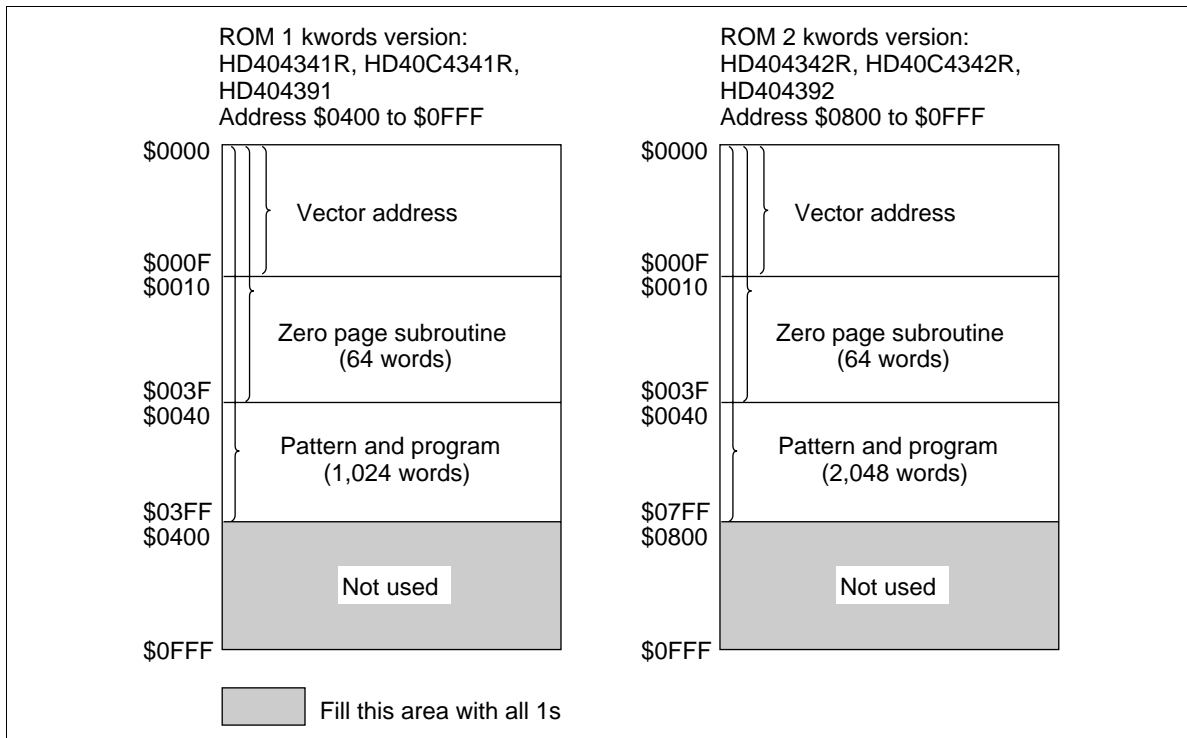 ROM 1 kwords version:
HD404341R, HD40C4341R,
HD404391
Address $0400 to $0FFF
$0000
Vector address
$000F
$0010
Zero page subroutine
(64 words)
$003F
$0040
Pattern and program
(1,024 words)
$03FF
$0400
Not used
$0FFF
ROM 2 kwords version:
HD404342R, HD40C4342R,
HD404392
Address $0800 to $0FFF
$0000
Vector address
$000F
$0010
Zero page subroutine
(64 words)
$003F
$0040
Pattern and program
(2,048 words)
$07FF
$0800
Not used
$0FFF
Fill this area with all 1s